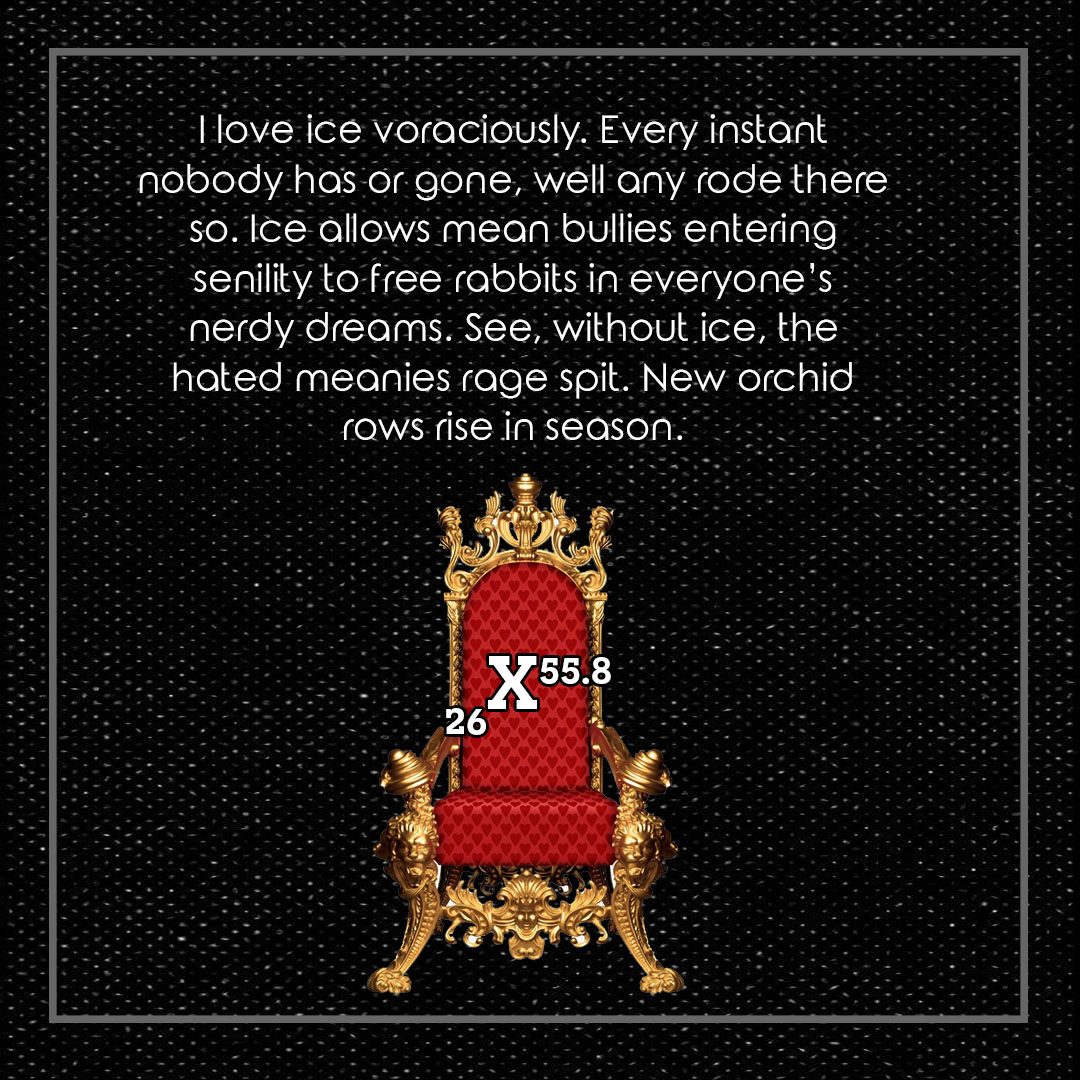 I love ice voraciously. Every instant
nobody has or gone, well any rode there
so. Ice allows mean bullies entering
senility to free rabbits in everyone's
nerdy dreams. See, without ice, the
hated meanies rage spit. New orchid
rows rise in season.
X55.8
26